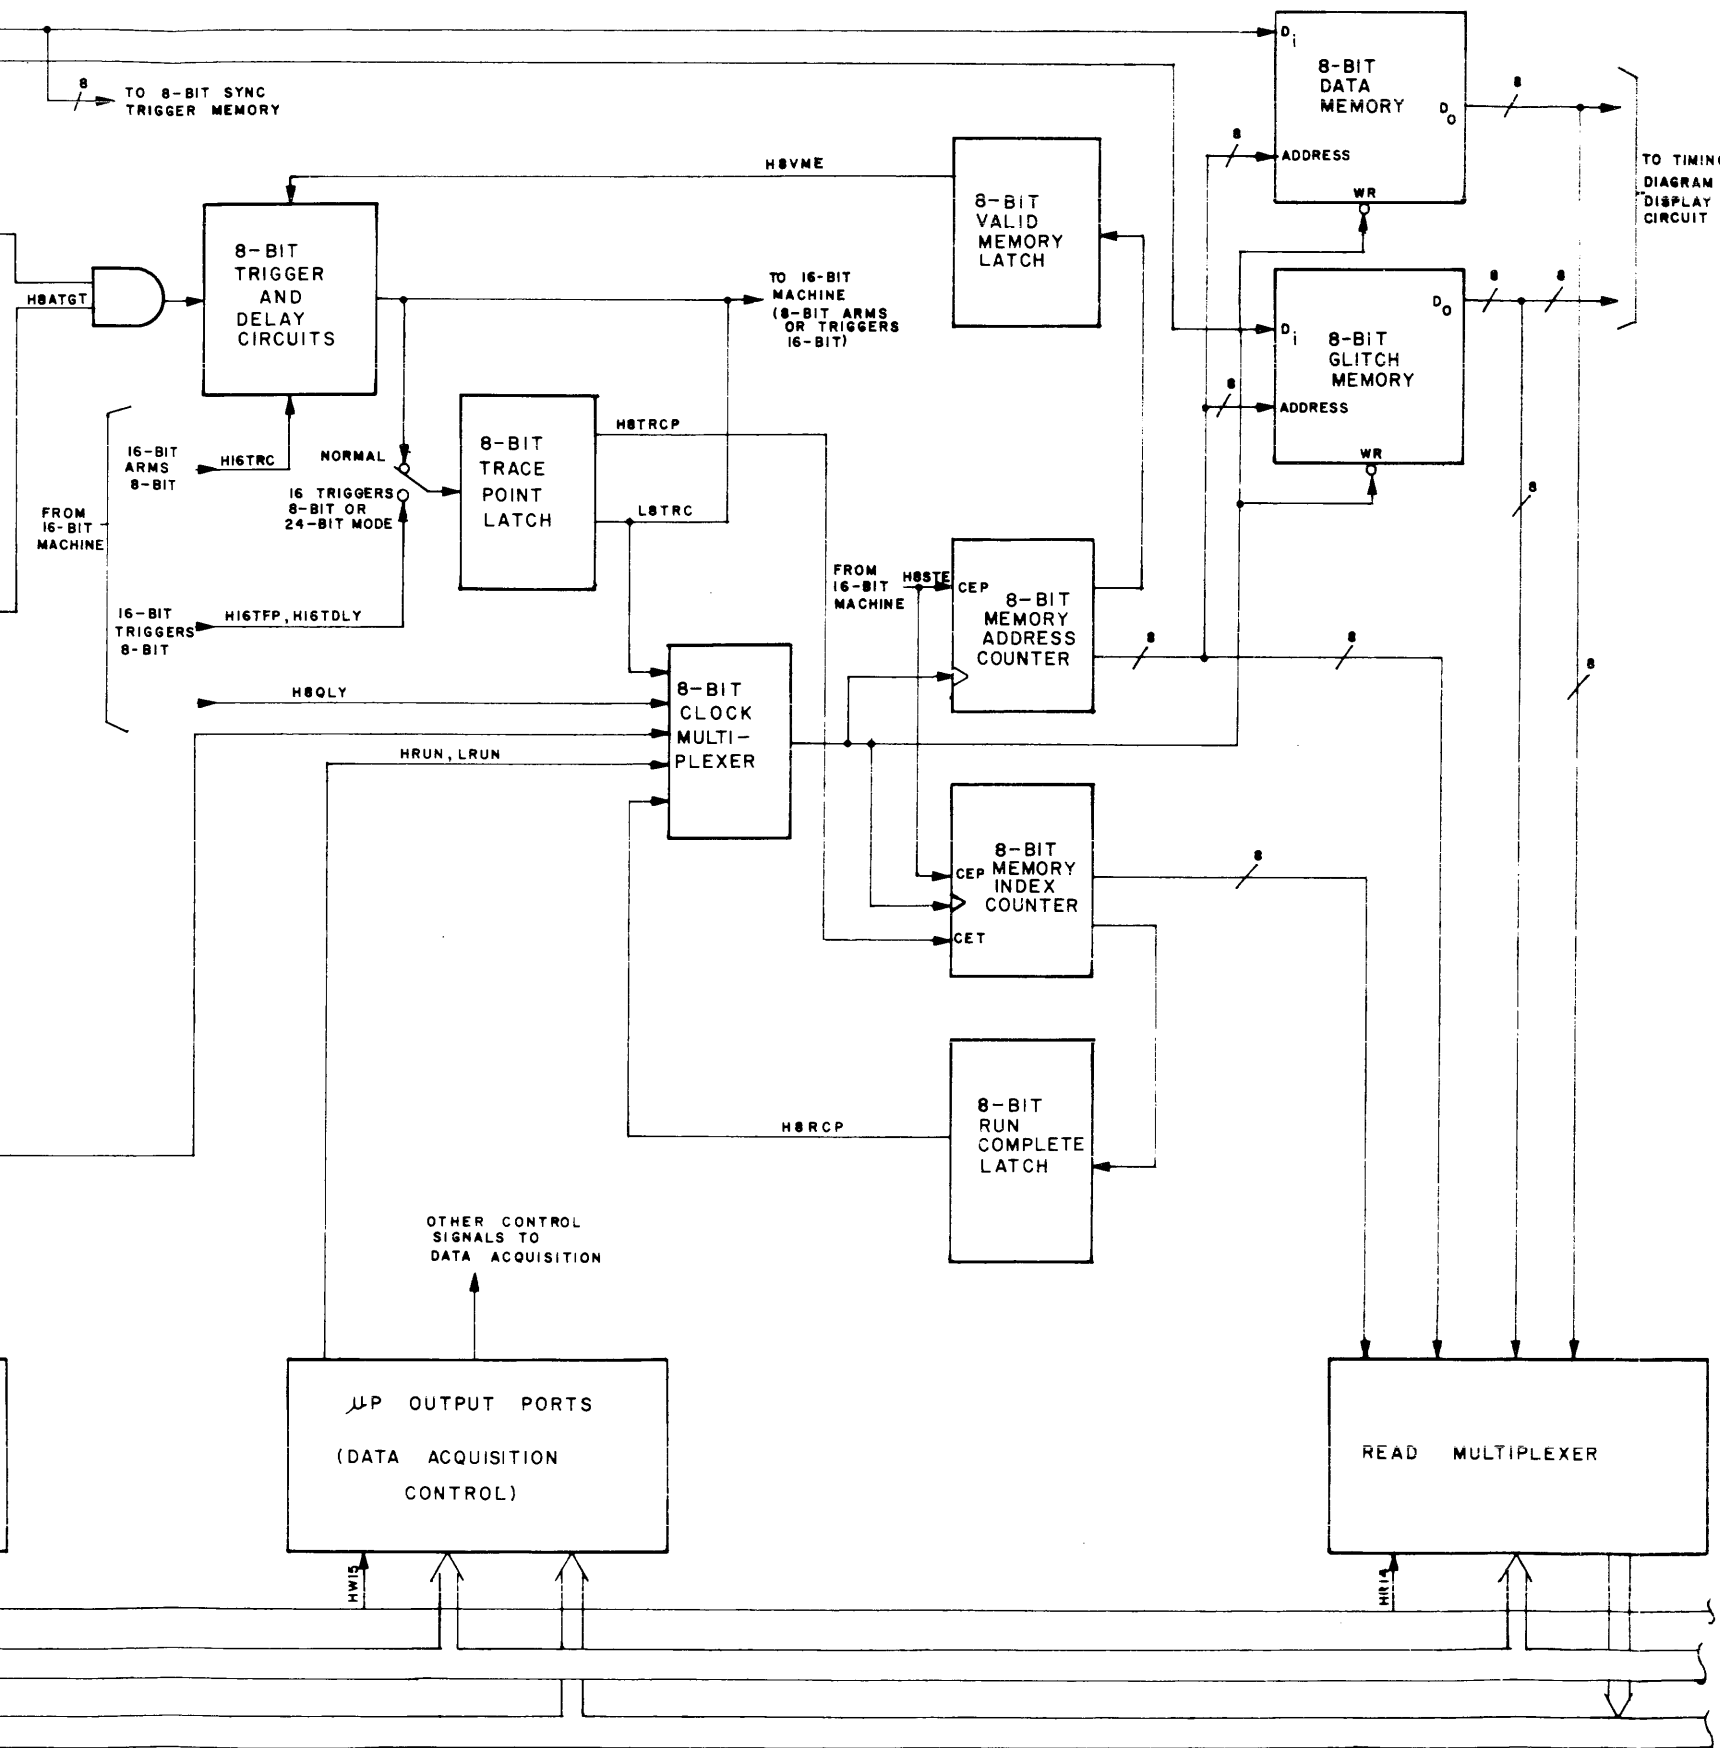 8
TO 8-BIT SYNC
TRIGGER MEMORY
Di
8-BIT
DATA
MEMORY
Do
8
8
ADDRESS
WR
TO TIMING
DIAGRAM
DISPLAY
CIRCUIT
H8VME
8-BIT
VALID
MEMORY
LATCH
H8ATGT
8-BIT
TRIGGER
AND
DELAY
CIRCUITS
TO 16-BIT
MACHINE
(8-BIT ARMS
OR TRIGGERS
16-BIT)
8
8
Do
Di
8-BIT
GLITCH
MEMORY
8
ADDRESS
WR
8
FROM
16-BIT
MACHINE
16-BIT
ARMS
8-BIT
H16TRC
NORMAL
16 TRIGGERS
8-BIT OR
24-BIT MODE
8-BIT
TRACE
POINT
LATCH
H8TRCP
L8TRC
16-BIT
TRIGGERS
8-BIT
H16TFP, H16TDLY
FROM
16-BIT
MACHINE
H8STE
CEP
8-BIT
MEMORY
ADDRESS
COUNTER
8
8
8
H8QLY
HRUN, LRUN
8-BIT
CLOCK
MULTI-
PLEXER
CEP
8-BIT
MEMORY
INDEX
COUNTER
CET
8
H8RCP
8-BIT
RUN
COMPLETE
LATCH
OTHER CONTROL
SIGNALS TO
DATA ACQUISITION
µP OUTPUT PORTS
(DATA ACQUISITION
CONTROL)
READ MULTIPLEXER
HW15
HR14